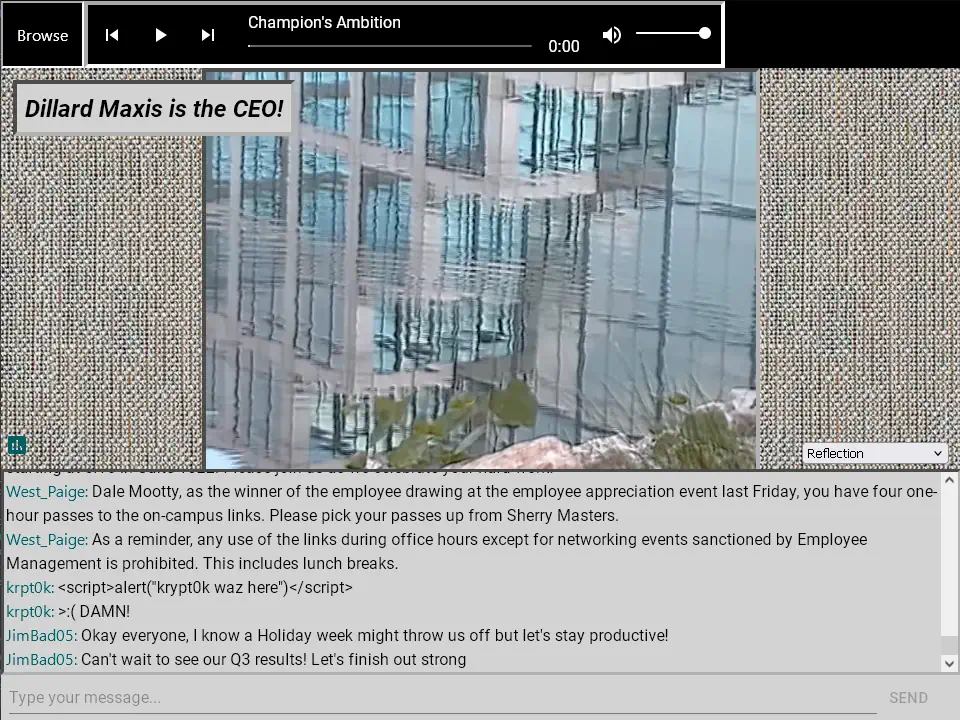 Browse
Champion's Ambition
0:00
Dillard Maxis is the CEO!
Reflection
West_Paige: Dale Mootty, as the winner of the employee drawing at the employee appreciation event last Friday, you have four one-
hour passes to the on-campus links. Please pick your passes up from Sherry Masters.
West_Paige: As a reminder, any use of the links during office hours except for networking events sanctioned by Employee
Management is prohibited. This includes lunch breaks.
krpt0k: <script>alert("krypt0k waz here")</script>
krpt0k: >:( DAMN!
JimBad05: Okay everyone, I know a Holiday week might throw us off but let's stay productive!
JimBad05: Can't wait to see our Q3 results! Let's finish out strong
Type your message...
SEND